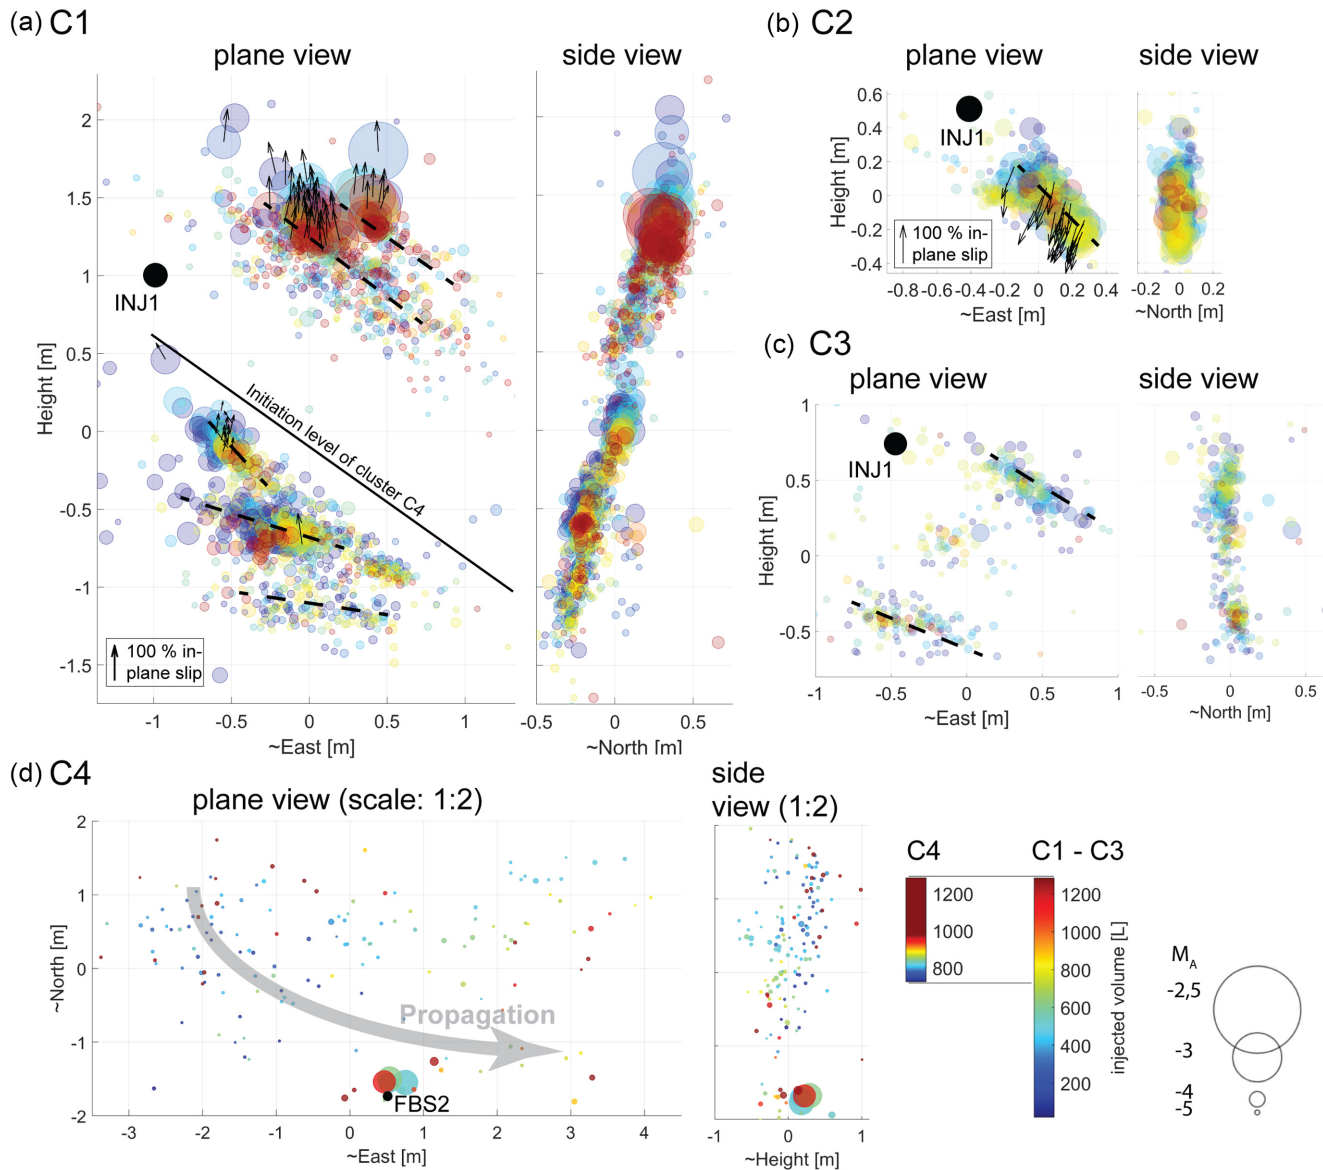 (a) C1
plane view
side view
2
1.5
1
0.5
0
-0.5
-1
-1.5
Height [m]
INJ1
Initiation level of cluster C4
100 % in-
plane slip
-1
-0.5
0
0.5
1
~East [m]
-0.5
0
0.5
~North [m]
(b) C2
plane view
side view
0.6
0.4
0.2
0
-0.2
-0.4
Height [m]
INJ1
100 % in-
plane slip
-0.8 -0.6 -0.4 -0.2 0 0.2 0.4
~East [m]
-0.2 0 0.2
~North [m]
(c) C3
plane view
side view
1
0.5
0
-0.5
Height [m]
INJ1
-1 -0.5 0 0.5 1
~East [m]
-0.5 0 0.5
~North [m]
(d) C4
plane view (scale: 1:2)
side
view (1:2)
2
1
0
-1
-2
~North [m]
Propagation
FBS2
-3 -2 -1 0 1 2 3 4
~East [m]
-1 0 1
~Height [m]
C4
1200
1000
800
C1 - C3
1200
1000
800
600
400
200
injected volume [L]
MA
-2,5
-3
-4
-5